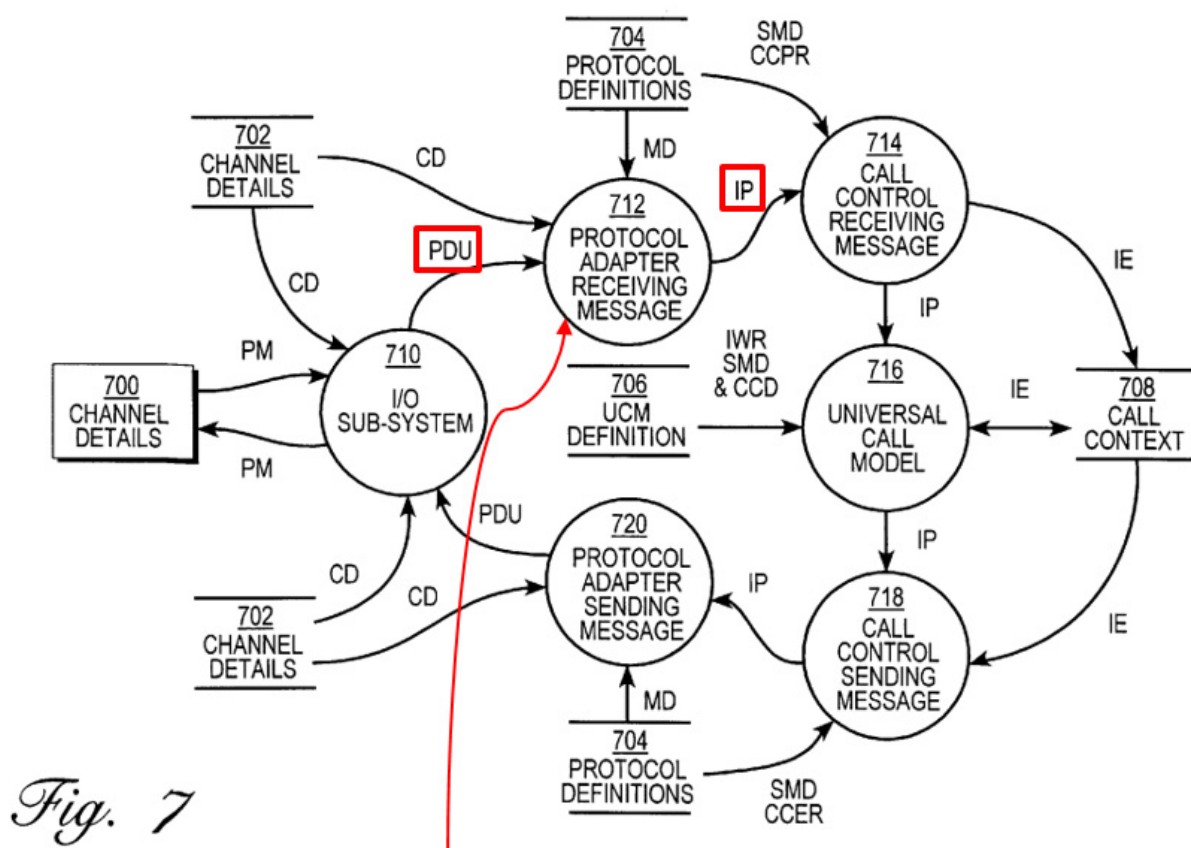 704
PROTOCOL
DEFINITIONS
SMD
CCPR
702
CHANNEL
DETAILS
CD
MD
IP
714
CALL
CONTROL
RECEIVING
MESSAGE
712
PROTOCOL
ADAPTER
RECEIVING
MESSAGE
PDU
CD
IE
IP
PM
700
CHANNEL
DETAILS
PM
710
I/O
SUB-SYSTEM
706
UCM
DEFINITION
IWR
SMD
& CCD
716
UNIVERSAL
CALL
MODEL
IE
708
CALL
CONTEXT
PDU
720
PROTOCOL
ADAPTER
SENDING
MESSAGE
IP
CD
CD
702
CHANNEL
DETAILS
IP
718
CALL
CONTROL
SENDING
MESSAGE
IE
MD
704
PROTOCOL
DEFINITIONS
SMD
CCER
Fig. 7